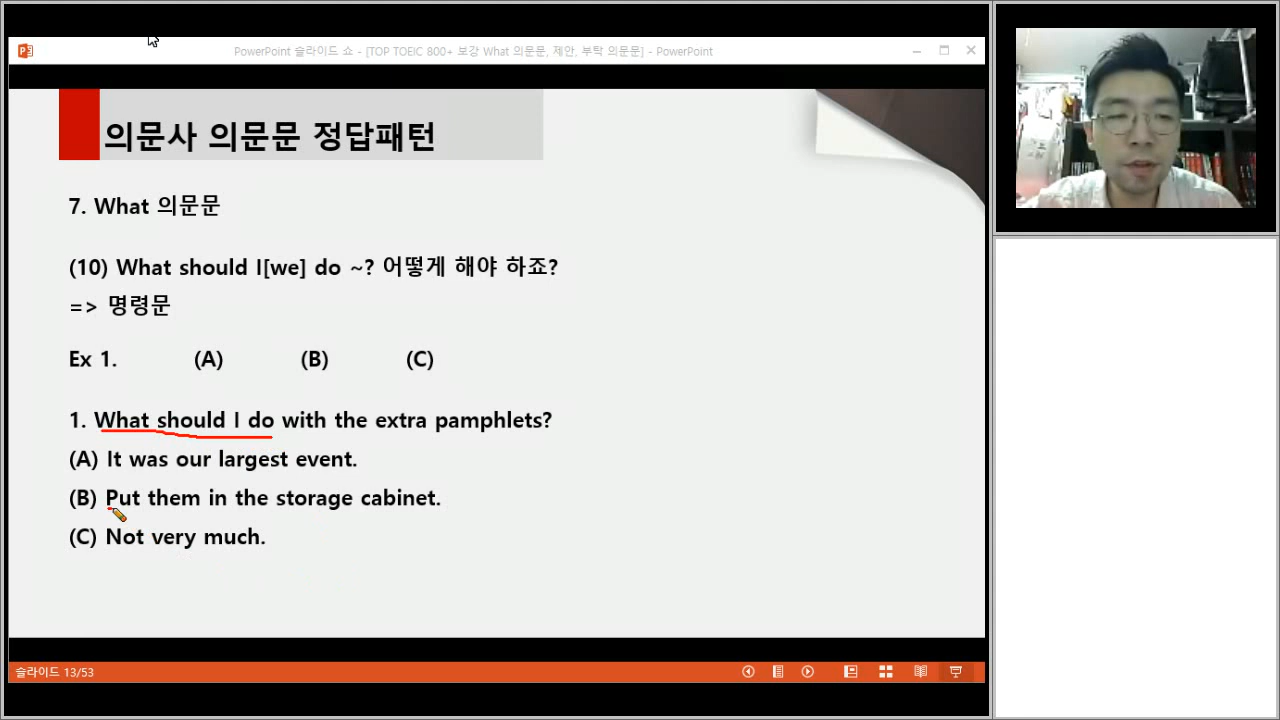 PowerPoint 슬라이드 쇼 - [TOP TOEIC 800+ 보강 What 의문문, 제안, 부탁 의문문] - PowerPoint
의문사 의문문 정답패턴
7. What 의문문
(10) What should I[we] do ~? 어떻게 해야 하죠?
=> 명령문
Ex 1. (A) (B) (C)
1. What should I do with the extra pamphlets?
(A) It was our largest event.
(B) Put them in the storage cabinet.
(C) Not very much.
슬라이드 13/53